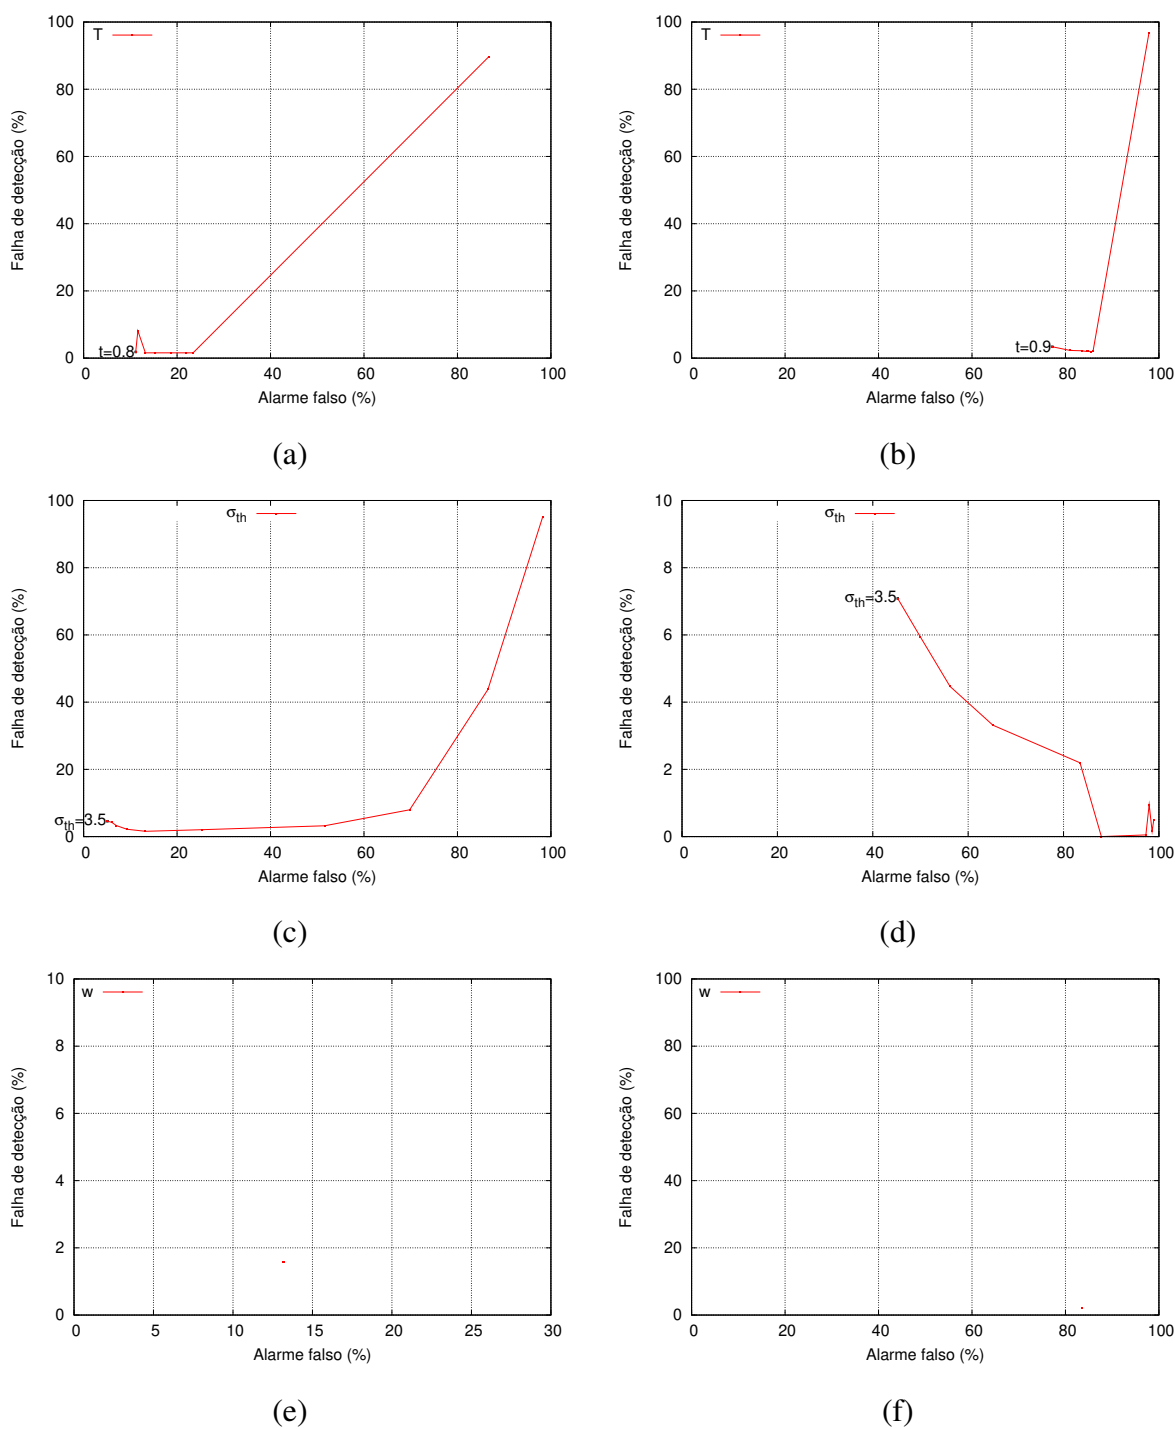 100
80
60
40
20
0
T
t=0.8
0 20 40 60 80 100
Falha de detecção (%)
Alarme falso (%)
(a)
100
80
60
40
20
0
T
t=0.9
0 20 40 60 80 100
Falha de detecção (%)
Alarme falso (%)
(b)
100
80
60
40
20
0
σth
σth=3.5
0 20 40 60 80 100
Falha de detecção (%)
Alarme falso (%)
(c)
10
8
6
4
2
0
σth
σth=3.5
0 20 40 60 80 100
Falha de detecção (%)
Alarme falso (%)
(d)
10
8
6
4
2
0
w
0 5 10 15 20 25 30
Falha de detecção (%)
Alarme falso (%)
(e)
100
80
60
40
20
0
w
0 20 40 60 80 100
Falha de detecção (%)
Alarme falso (%)
(f)